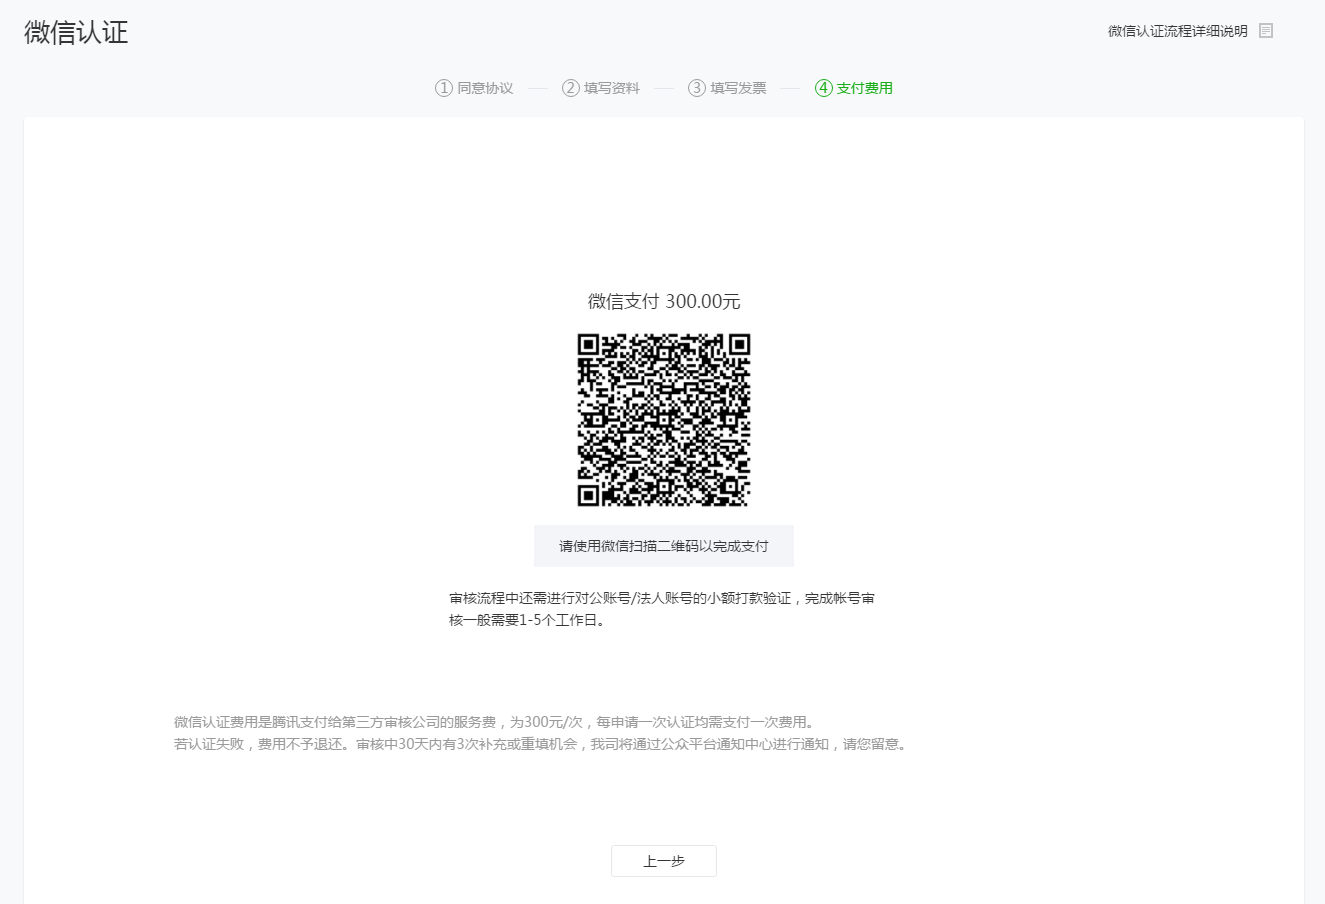 微信认证
微信认证流程详细说明
① 同意协议 ② 填写资料 ③ 填写发票 ④ 支付费用
微信支付 300.00元
请使用微信扫描二维码以完成支付
审核流程中还需进行对公账号/法人账号的小额打款验证，完成帐号审
核一般需要1-5个工作日。
微信认证费用是腾讯支付给第三方审核公司的服务费，为300元/次，每申请一次认证均需支付一次费用。
若认证失败，费用不予退还。审核中30天内有3次补充或重填机会，我司将通过公众平台通知中心进行通知，请您留意。
上一步